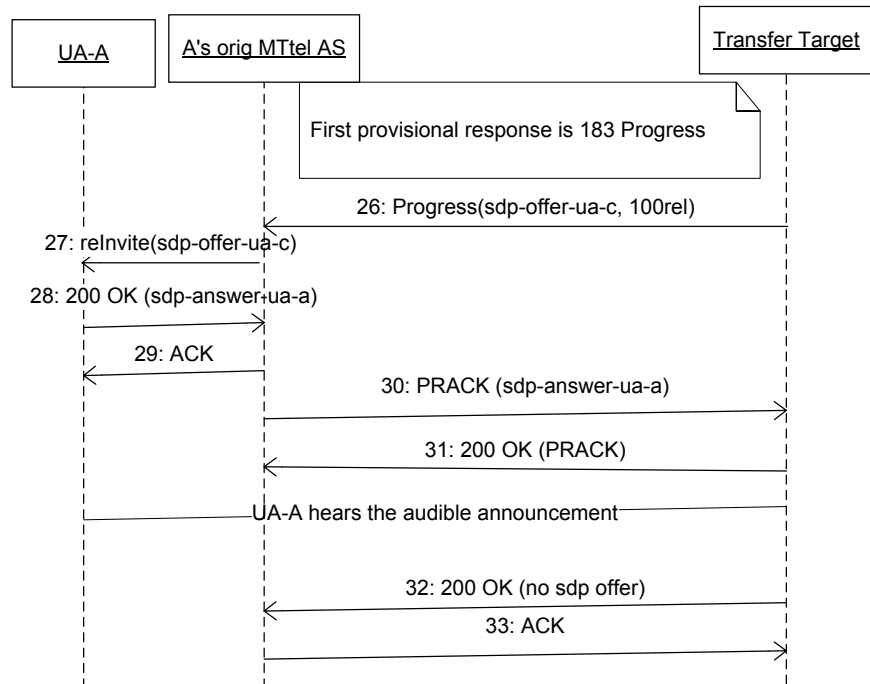 UA-A
A's orig MTtel AS
Transfer Target
First provisional response is 183 Progress
26: Progress(sdp-offer-ua-c, 100rel)
27: reInvite(sdp-offer-ua-c)
28: 200 OK (sdp-answer-ua-a)
29: ACK
30: PRACK (sdp-answer-ua-a)
31: 200 OK (PRACK)
UA-A hears the audible announcement
32: 200 OK (no sdp offer)
33: ACK